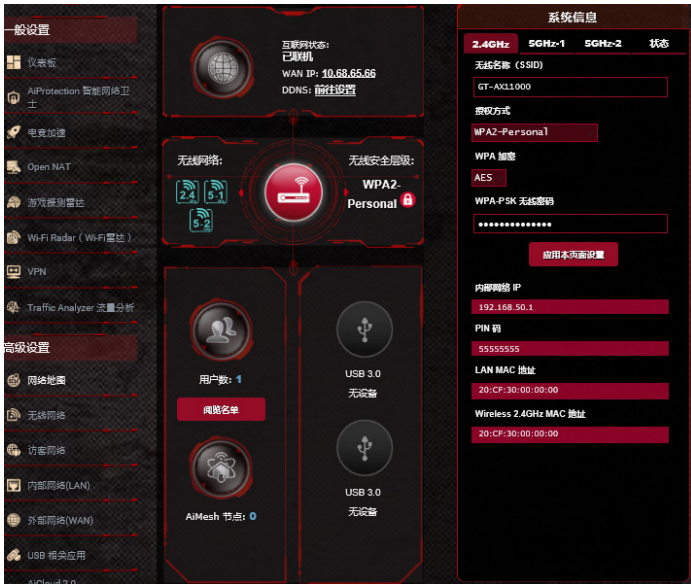 一般设置
仪表板
AiProtection 智能网络卫
士
电竞加速
Open NAT
游戏探测雷达
Wi-Fi Radar（Wi-Fi雷达）
VPN
Traffic Analyzer 流量分析
高级设置
网络地图
无线网络
访客网络
内部网络(LAN)
外部网络(WAN)
USB 相关应用
AiCloud 2.0
互联网状态:
已联机
WAN IP: 10.68.65.66
DDNS: 前往设置
无线网络:
2.4
5-1
5-2
无线安全层级:
WPA2-
Personal
用户数: 1
阅览名单
AiMesh 节点: 0
USB 3.0
无设备
USB 3.0
无设备
系统信息
2.4GHz 5GHz-1 5GHz-2 状态
无线名称（SSID)
GT-AX11000
授权方式
WPA2-Personal
WPA 加密
AES
WPA-PSK 无线密码
••••••••••••••
应用本页面设置
内部网络 IP
192.168.50.1
PIN 码
55555555
LAN MAC 地址
20:CF:30:00:00:00
Wireless 2.4GHz MAC 地址
20:CF:30:00:00:00